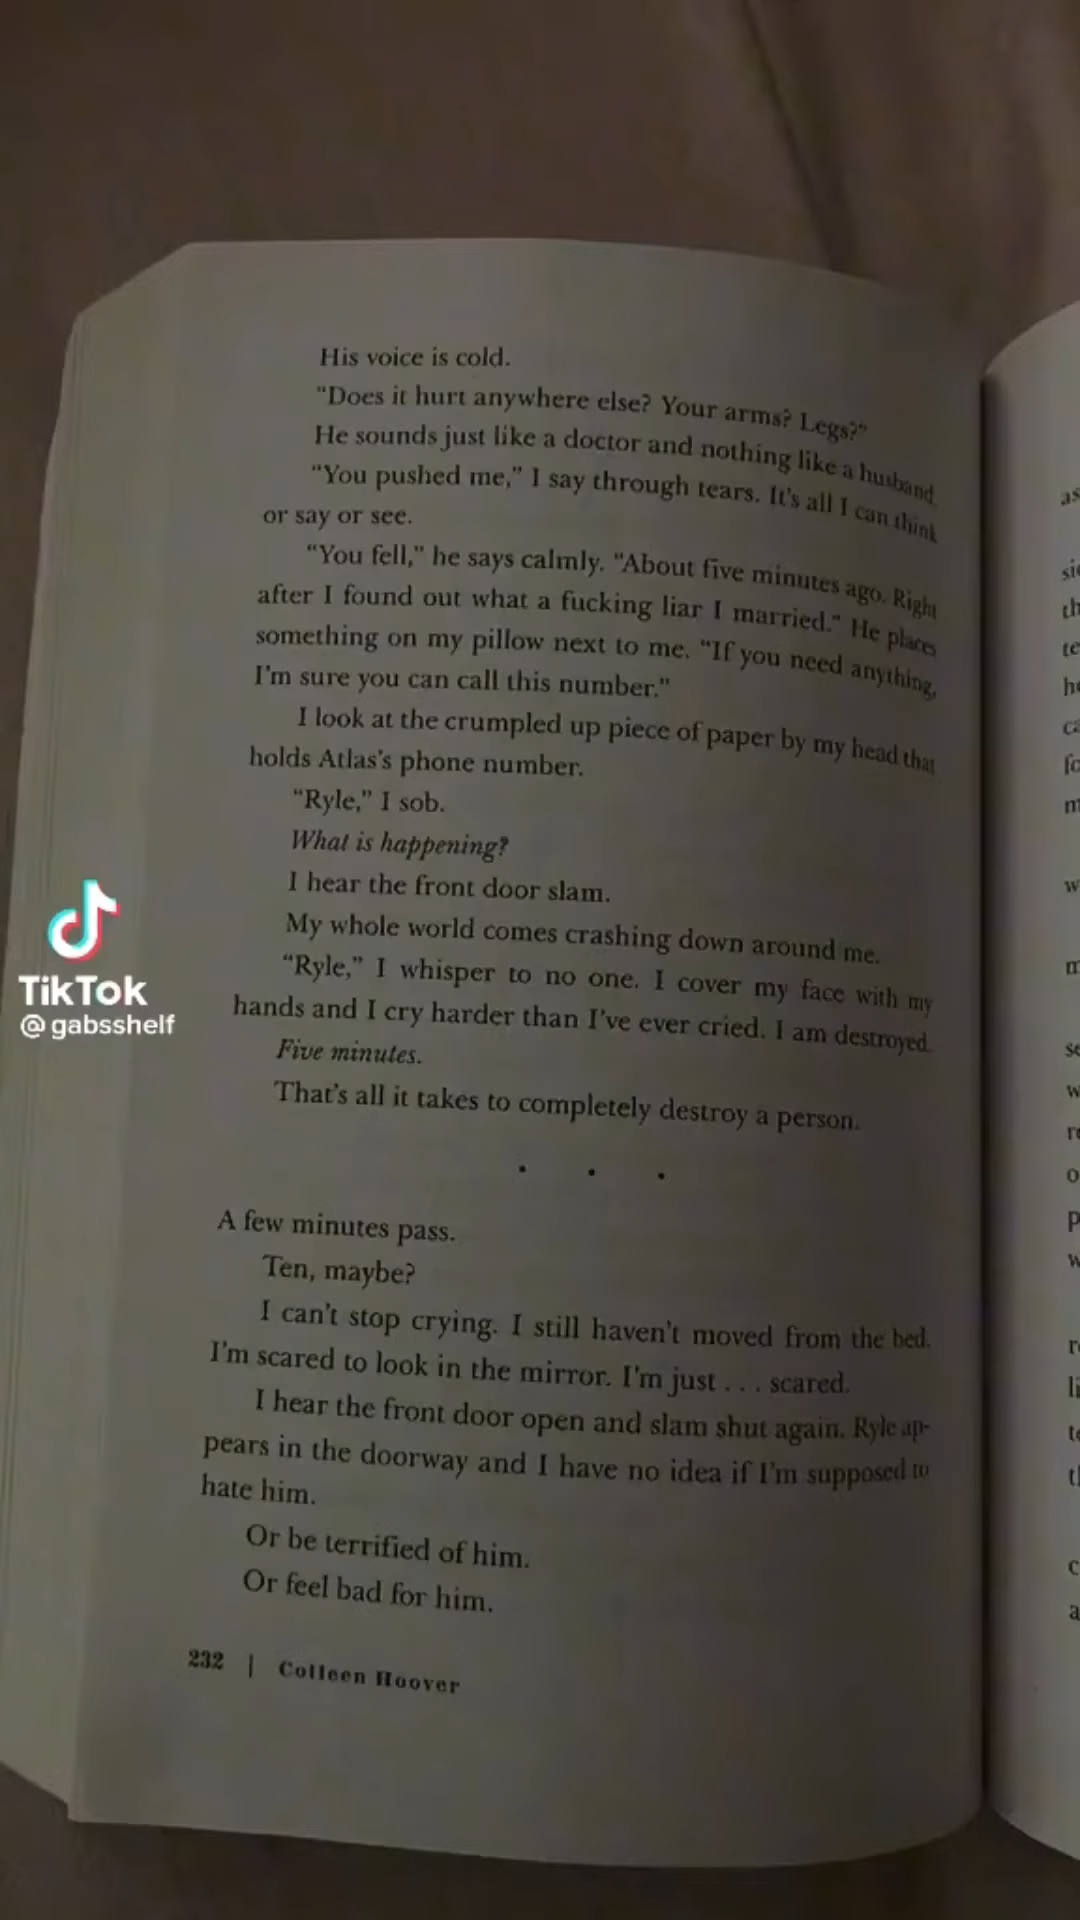 His voice is cold.
"Does it hurt anywhere else? Your arms? Legs?"
He sounds just like a doctor and nothing like a husband.
"You pushed me," I say through tears. It's all I can think
or say or see.
"You fell," he says calmly. "About five minutes ago. Right
after I found out what a fucking liar I married." He places
something on my pillow next to me. "If you need anything,
I'm sure you can call this number."
I look at the crumpled up piece of paper by my head that
holds Atlas's phone number.
"Ryle," I sob.
What is happening?
I hear the front door slam.
My whole world comes crashing down around me.
"Ryle," I whisper to no one. I cover my face with my
hands and I cry harder than I've ever cried. I am destroyed.
Five minutes.
That's all it takes to completely destroy a person.
. . .
A few minutes pass.
Ten, maybe?
I can't stop crying. I still haven't moved from the bed.
I'm scared to look in the mirror. I'm just . . . scared.
I hear the front door open and slam shut again. Ryle ap-
pears in the doorway and I have no idea if I'm supposed to
hate him.
Or be terrified of him.
Or feel bad for him.
232 | Colleen Hoover
TikTok
@gabsshelf